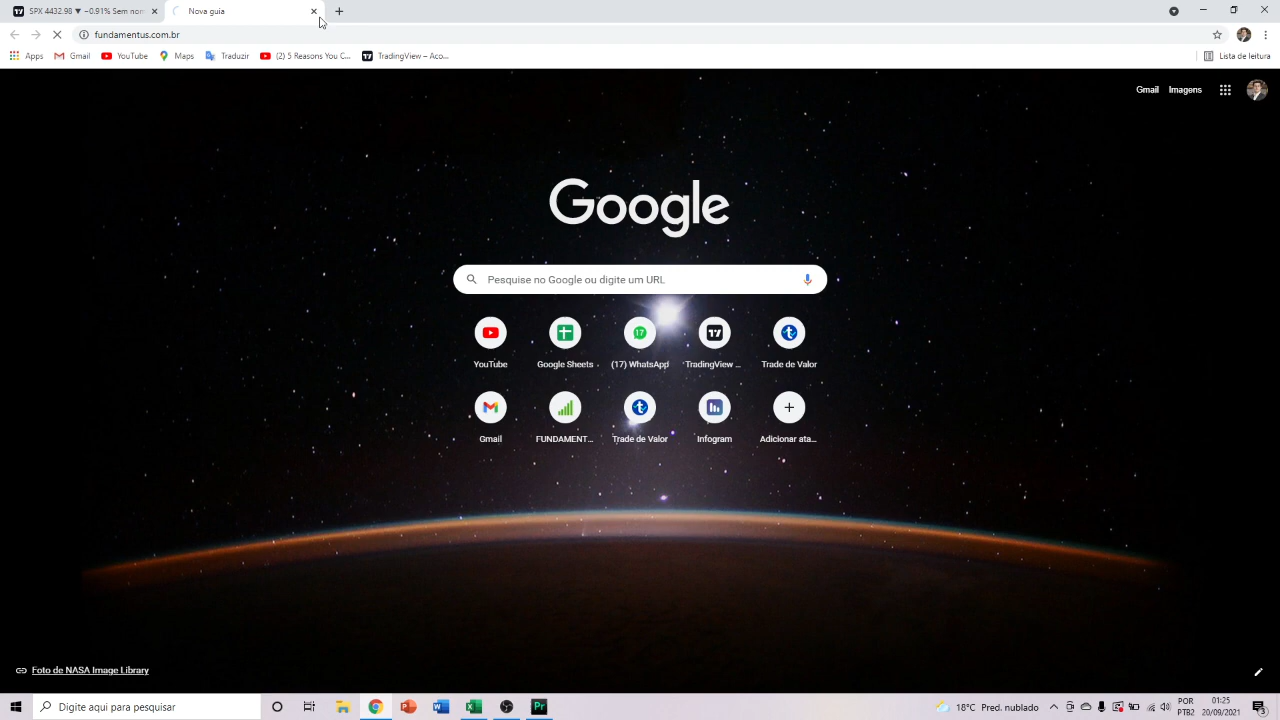 SPX 4432.98 ▼ −0.91% Sem nom
Nova guia
fundamentus.com.br
Apps
Gmail
YouTube
Maps
Traduzir
(2) 5 Reasons You C...
TradingView – Aco...
Lista de leitura
Gmail
Imagens
Google
Pesquise no Google ou digite um URL
YouTube
Google Sheets
(17) WhatsApp
TradingView ...
Trade de Valor
Gmail
FUNDAMENT...
Trade de Valor
Infogram
Adicionar ata...
Foto de NASA Image Library
Digite aqui para pesquisar
18°C Pred. nublado
POR
PTB2
01:25
20/09/2021